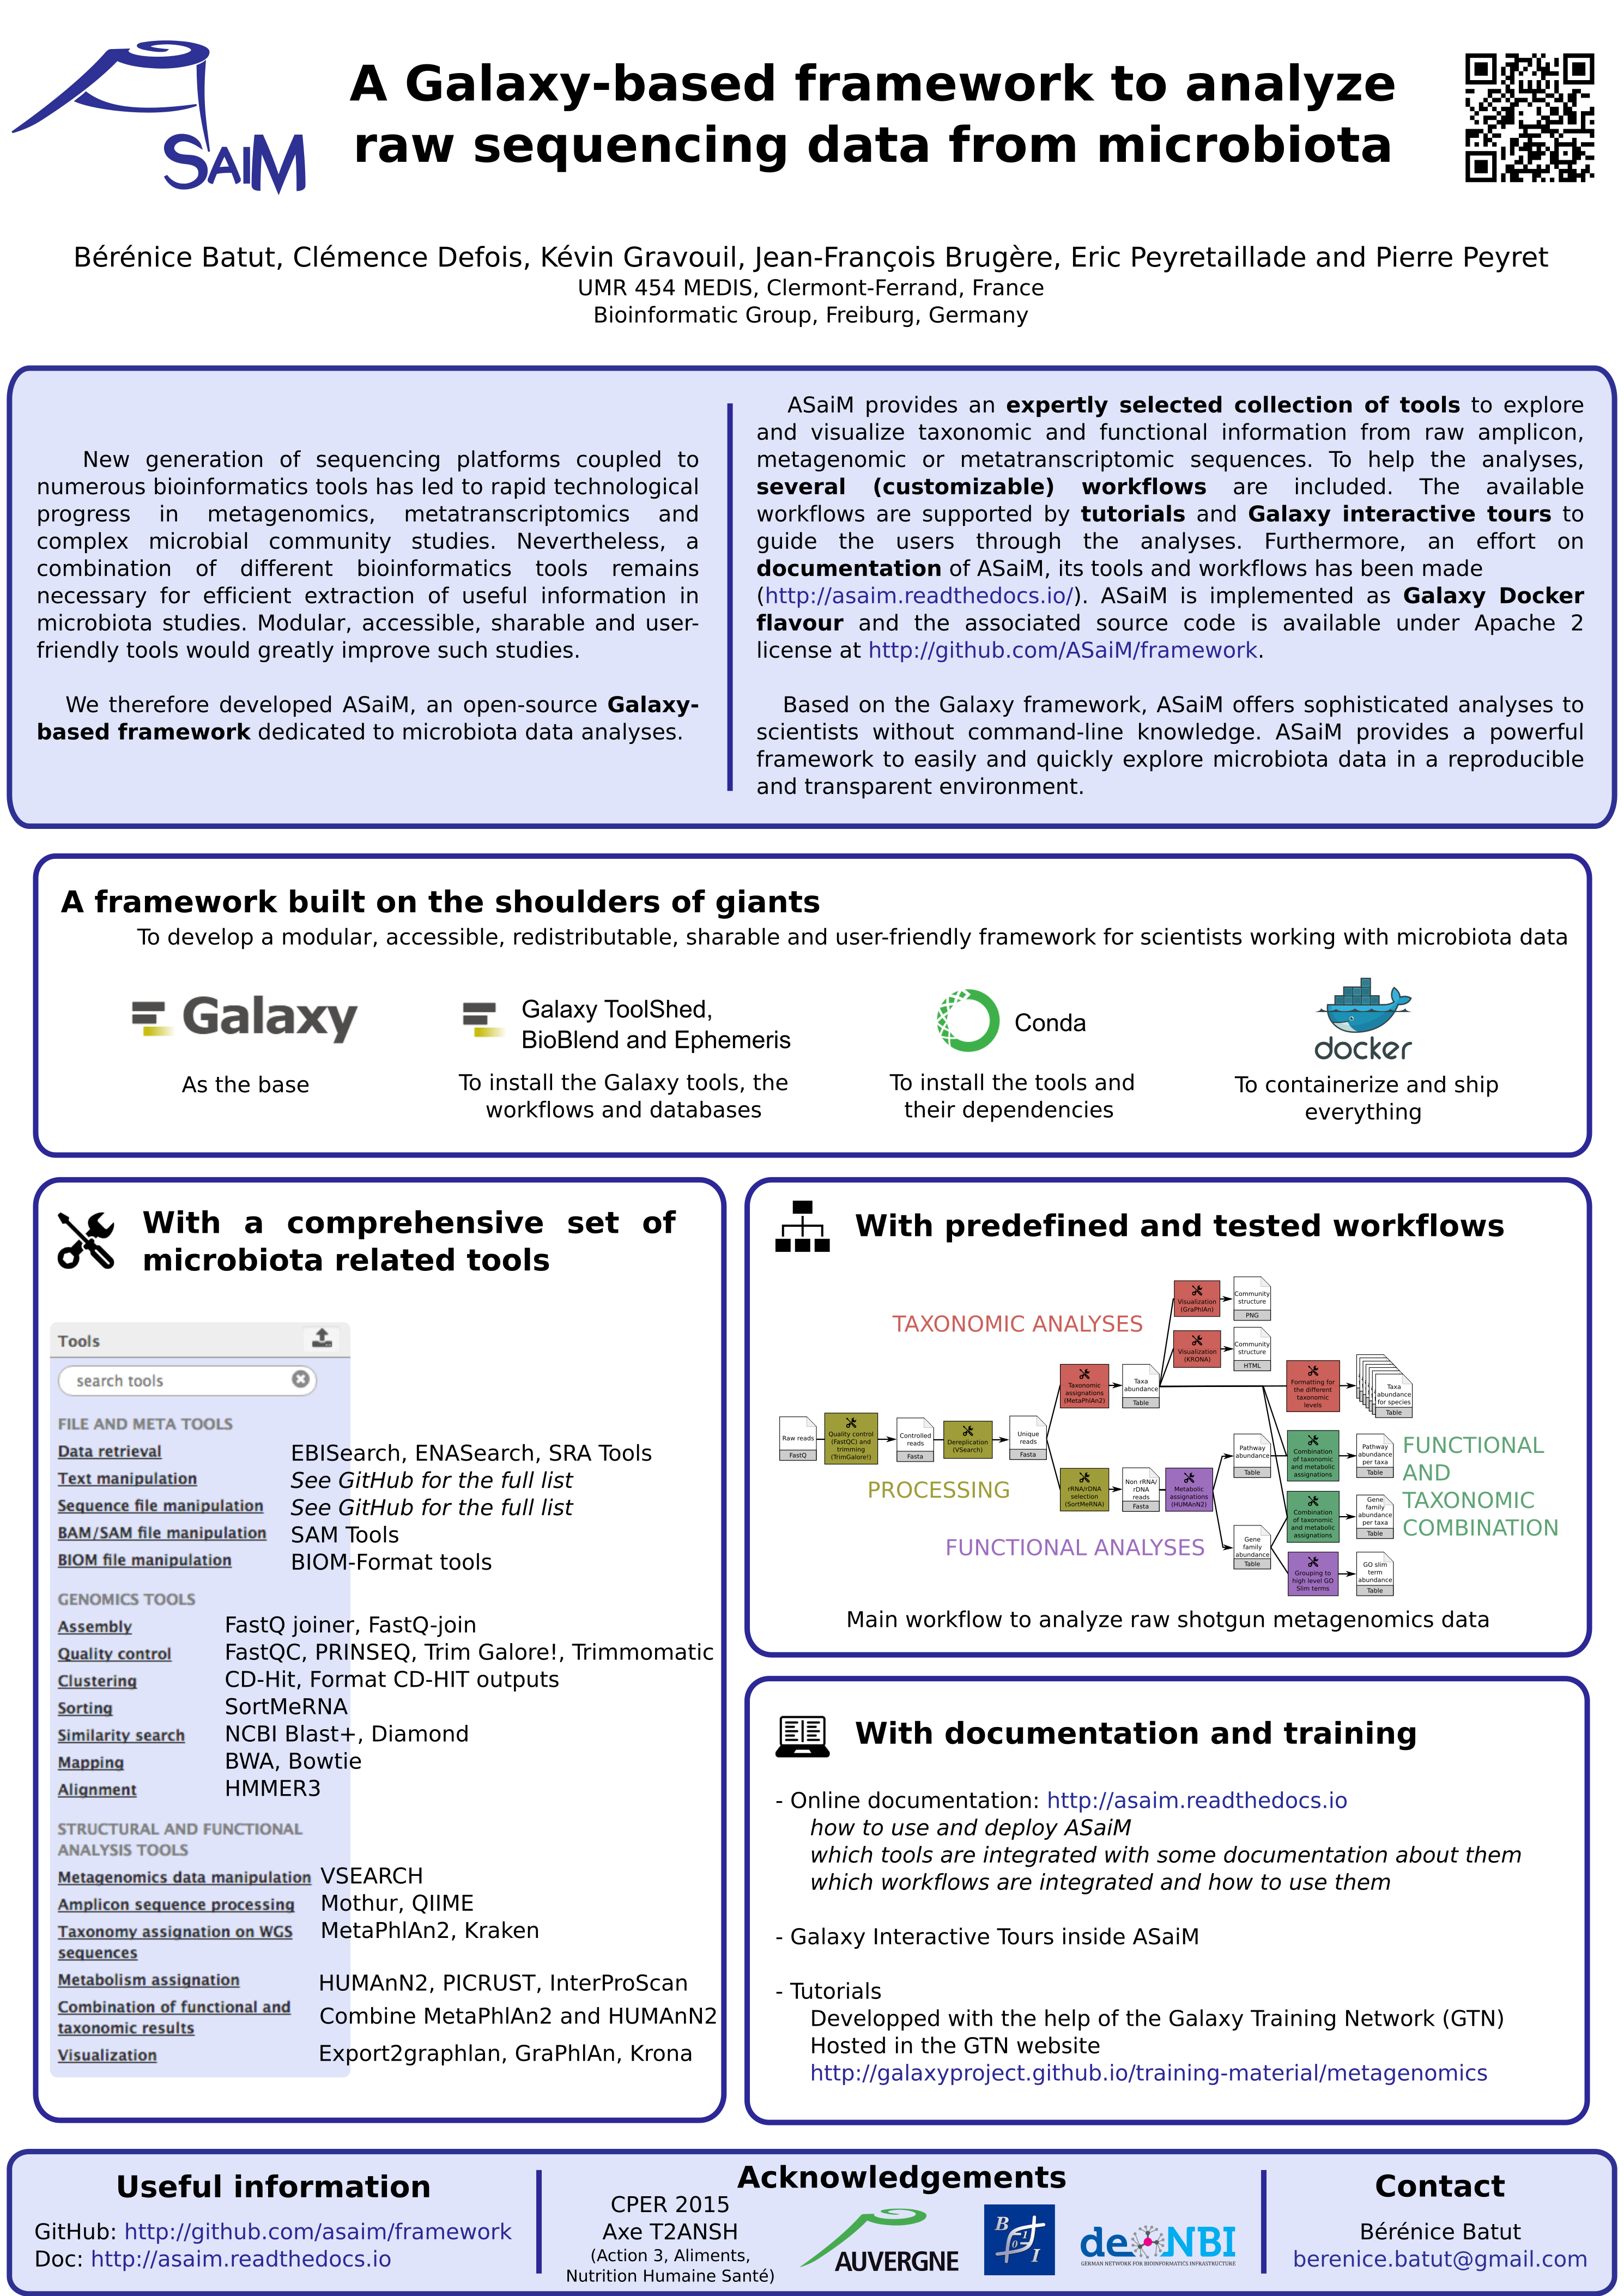 SAIM
A Galaxy-based framework to analyze
raw sequencing data from microbiota
Bérénice Batut, Clémence Defois, Kévin Gravouil, Jean-François Brugère, Eric Peyretaillade and Pierre Peyret
UMR 454 MEDIS, Clermont-Ferrand, France
Bioinformatic Group, Freiburg, Germany
New generation of sequencing platforms coupled to
numerous bioinformatics tools has led to rapid technological
progress in metagenomics, metatranscriptomics and
complex microbial community studies. Nevertheless, a
combination of different bioinformatics tools remains
necessary for efficient extraction of useful information in
microbiota studies. Modular, accessible, sharable and user-
friendly tools would greatly improve such studies.
We therefore developed ASaiM, an open-source Galaxy-
based framework dedicated to microbiota data analyses.
ASaiM provides an expertly selected collection of tools to explore
and visualize taxonomic and functional information from raw amplicon,
metagenomic or metatranscriptomic sequences. To help the analyses,
several (customizable) workflows are included. The available
workflows are supported by tutorials and Galaxy interactive tours to
guide the users through the analyses. Furthermore, an effort on
documentation of ASaiM, its tools and workflows has been made
(http://asaim.readthedocs.io/). ASaiM is implemented as Galaxy Docker
flavour and the associated source code is available under Apache 2
license at http://github.com/ASaiM/framework.
Based on the Galaxy framework, ASaiM offers sophisticated analyses to
scientists without command-line knowledge. ASaiM provides a powerful
framework to easily and quickly explore microbiota data in a reproducible
and transparent environment.
A framework built on the shoulders of giants
To develop a modular, accessible, redistributable, sharable and user-friendly framework for scientists working with microbiota data
Galaxy
As the base
Galaxy ToolShed,
BioBlend and Ephemeris
To install the Galaxy tools, the
workflows and databases
Conda
To install the tools and
their dependencies
docker
To containerize and ship
everything
With a comprehensive set of
microbiota related tools
Tools
search tools
FILE AND META TOOLS
Data retrieval EBISearch, ENASearch, SRA Tools
Text manipulation See GitHub for the full list
Sequence file manipulation See GitHub for the full list
BAM/SAM file manipulation SAM Tools
BIOM file manipulation BIOM-Format tools
GENOMICS TOOLS
Assembly FastQ joiner, FastQ-join
Quality control FastQC, PRINSEQ, Trim Galore!, Trimmomatic
Clustering CD-Hit, Format CD-HIT outputs
Sorting SortMeRNA
Similarity search NCBI Blast+, Diamond
Mapping BWA, Bowtie
Alignment HMMER3
STRUCTURAL AND FUNCTIONAL
ANALYSIS TOOLS
Metagenomics data manipulation VSEARCH
Amplicon sequence processing Mothur, QIIME
Taxonomy assignation on WGS MetaPhlAn2, Kraken
sequences
Metabolism assignation HUMAnN2, PICRUST, InterProScan
Combination of functional and Combine MetaPhlAn2 and HUMAnN2
taxonomic results
Visualization Export2graphlan, GraPhlAn, Krona
With predefined and tested workflows
TAXONOMIC ANALYSES
PROCESSING
FUNCTIONAL ANALYSES
FUNCTIONAL
AND
TAXONOMIC
COMBINATION
Raw reads
FastQ
Quality control
(FastQC) and
trimming
(TrimGalore!)
Controlled
reads
Fasta
Dereplication
(VSearch)
Unique
reads
Fasta
Taxonomic
assignations
(MetaPhlAn2)
Taxa
abundance
Table
Visualization
(GraPhlAn)
Community
structure
PNG
Visualization
(KRONA)
Community
structure
HTML
Formatting for
the different
taxonomic
levels
Taxa
abundance
for species
Table
rRNA/rDNA
selection
(SortMeRNA)
Non rRNA/
rDNA
reads
Fasta
Metabolic
assignations
(HUMAnN2)
Pathway
abundance
Table
Gene
family
abundance
Table
Combination
of taxonomic
and metabolic
assignations
Pathway
abundance
per taxa
Table
Combination
of taxonomic
and metabolic
assignations
Gene
family
abundance
per taxa
Table
Grouping to
high level GO
Slim terms
GO slim
term
abundance
Table
Main workflow to analyze raw shotgun metagenomics data
With documentation and training
- Online documentation: http://asaim.readthedocs.io
how to use and deploy ASaiM
which tools are integrated with some documentation about them
which workflows are integrated and how to use them
- Galaxy Interactive Tours inside ASaiM
- Tutorials
Developped with the help of the Galaxy Training Network (GTN)
Hosted in the GTN website
http://galaxyproject.github.io/training-material/metagenomics
Useful information
GitHub: http://github.com/asaim/framework
Doc: http://asaim.readthedocs.io
Acknowledgements
CPER 2015
Axe T2ANSH
(Action 3, Aliments,
Nutrition Humaine Santé)
AUVERGNE
B I
0 1
de NBI
GERMAN NETWORK FOR BIOINFORMATICS INFRASTRUCTURE
Contact
Bérénice Batut
berenice.batut@gmail.com